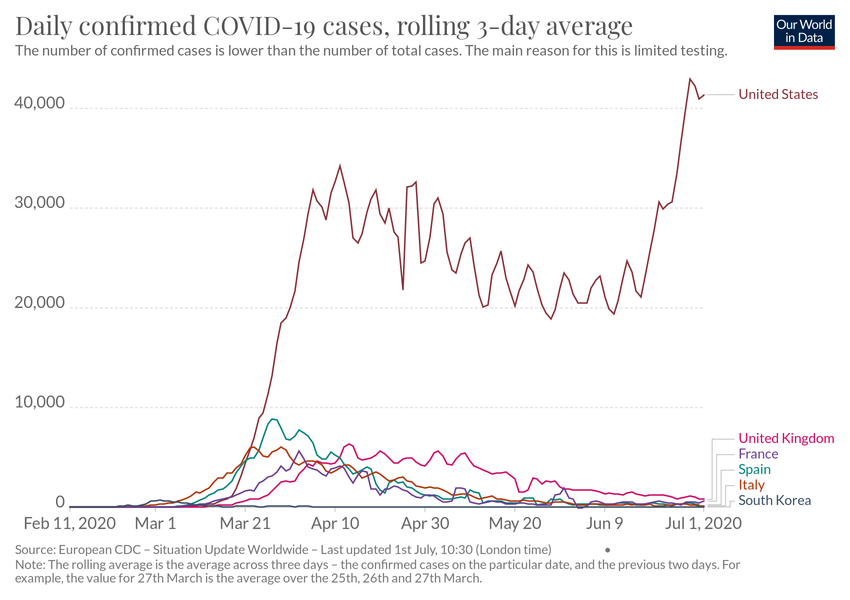 Daily confirmed COVID-19 cases, rolling 3-day average
Our World
in Data
The number of confirmed cases is lower than the number of total cases. The main reason for this is limited testing.
40,000
United States
30,000
20,000
10,000
United Kingdom
France
Spain
Italy
South Korea
0
Feb 11, 2020 Mar 1 Mar 21 Apr 10 Apr 30 May 20 Jun 9 Jul 1, 2020
Source: European CDC – Situation Update Worldwide – Last updated 1st July, 10:30 (London time) •
Note: The rolling average is the average across three days – the confirmed cases on the particular date, and the previous two days. For
example, the value for 27th March is the average over the 25th, 26th and 27th March.